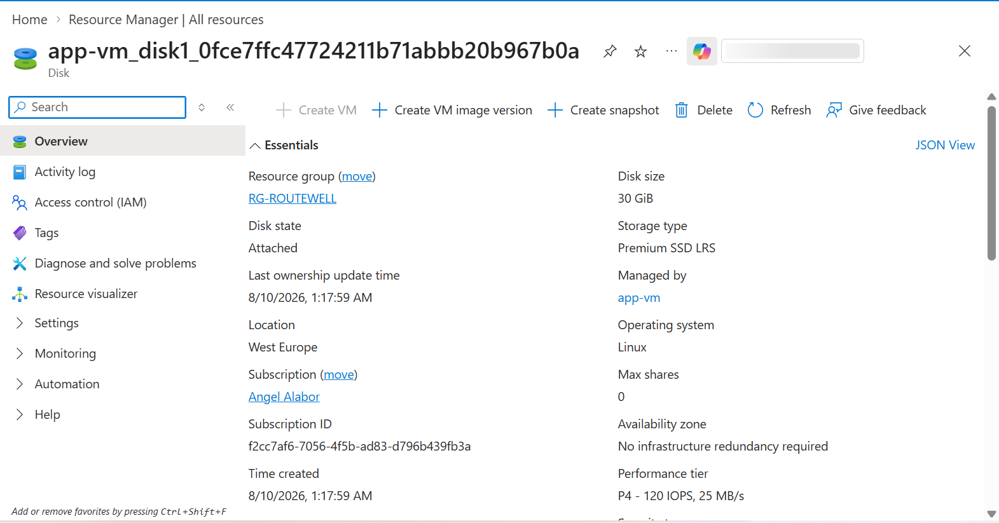 Home > Resource Manager | All resources
app-vm_disk1_0fce7ffc47724211b71abbb20b967b0a
Disk
Search
Create VM
Create VM image version
Create snapshot
Delete
Refresh
Give feedback
Overview
Activity log
Access control (IAM)
Tags
Diagnose and solve problems
Resource visualizer
Settings
Monitoring
Automation
Help
Add or remove favorites by pressing Ctrl+Shift+F
Essentials
JSON View
Resource group (move)
RG-ROUTEWELL
Disk state
Attached
Last ownership update time
8/10/2026, 1:17:59 AM
Location
West Europe
Subscription (move)
Angel Alabor
Subscription ID
f2cc7af6-7056-4f5b-ad83-d796b439fb3a
Time created
8/10/2026, 1:17:59 AM
Disk size
30 GiB
Storage type
Premium SSD LRS
Managed by
app-vm
Operating system
Linux
Max shares
0
Availability zone
No infrastructure redundancy required
Performance tier
P4 - 120 IOPS, 25 MB/s